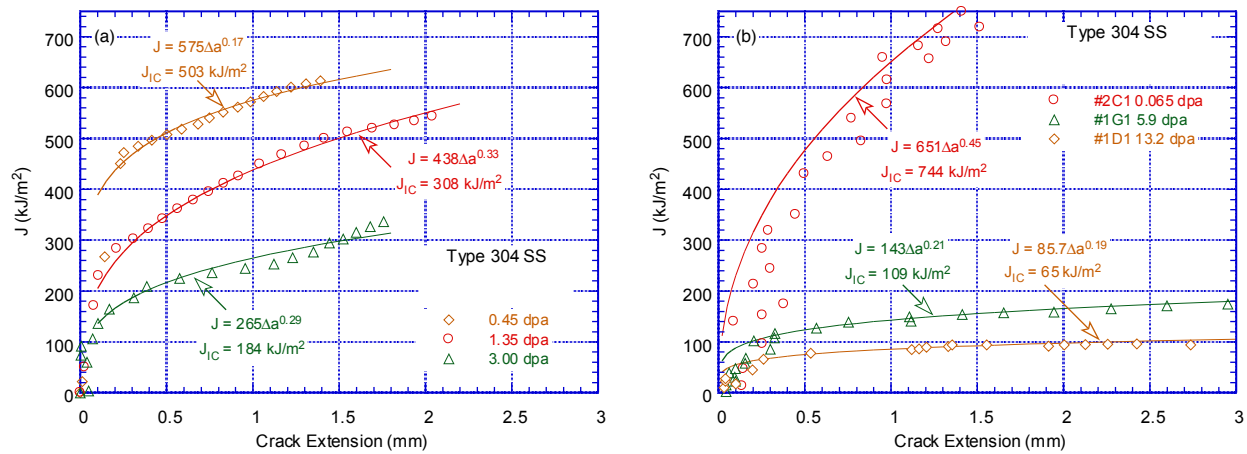 (a)
J = 575Δa^0.17
J_IC = 503 kJ/m^2
J = 438Δa^0.33
J_IC = 308 kJ/m^2
J = 265Δa^0.29
J_IC = 184 kJ/m^2
Type 304 SS
0.45 dpa
1.35 dpa
3.00 dpa
J (kJ/m^2)
700
600
500
400
300
200
100
0
0 0.5 1 1.5 2 2.5 3
Crack Extension (mm)
(b)
Type 304 SS
#2C1 0.065 dpa
#1G1 5.9 dpa
#1D1 13.2 dpa
J = 651Δa^0.45
J_IC = 744 kJ/m^2
J = 143Δa^0.21
J_IC = 109 kJ/m^2
J = 85.7Δa^0.19
J_IC = 65 kJ/m^2
J (kJ/m^2)
700
600
500
400
300
200
100
0
0 0.5 1 1.5 2 2.5 3
Crack Extension (mm)